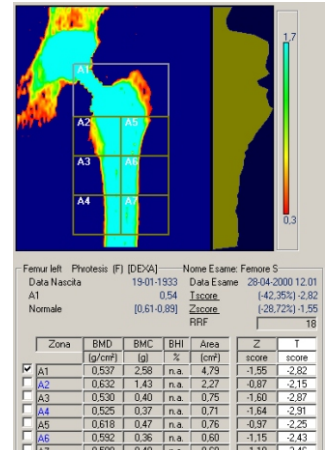 1,7
A1
A2 A5
A3 A6
A4 A7
0,3
Femur left Phrotesis (F) [DEXA] Nome Esame: Femore S
Data Nascita 19-01-1933 Data Esame 28-04-2000 12.01
A1 0,54 Tscore (-42,35%) -2,82
Normale [0,61-0,89] Zscore (-28,72%) -1,55
RRF 18
Zona BMD BMC BHI Area Z T
(g/cm²) (g) % (cm²) score score
A1 0,537 2,58 n.a. 4,79 -1,55 -2,82
A2 0,632 1,43 n.a. 2,27 -0,87 -2,15
A3 0,530 0,40 n.a. 0,75 -1,60 -2,87
A4 0,525 0,37 n.a. 0,71 -1,64 -2,91
A5 0,618 0,47 n.a. 0,76 -0,97 -2,25
A6 0,592 0,36 n.a. 0,60 -1,15 -2,43